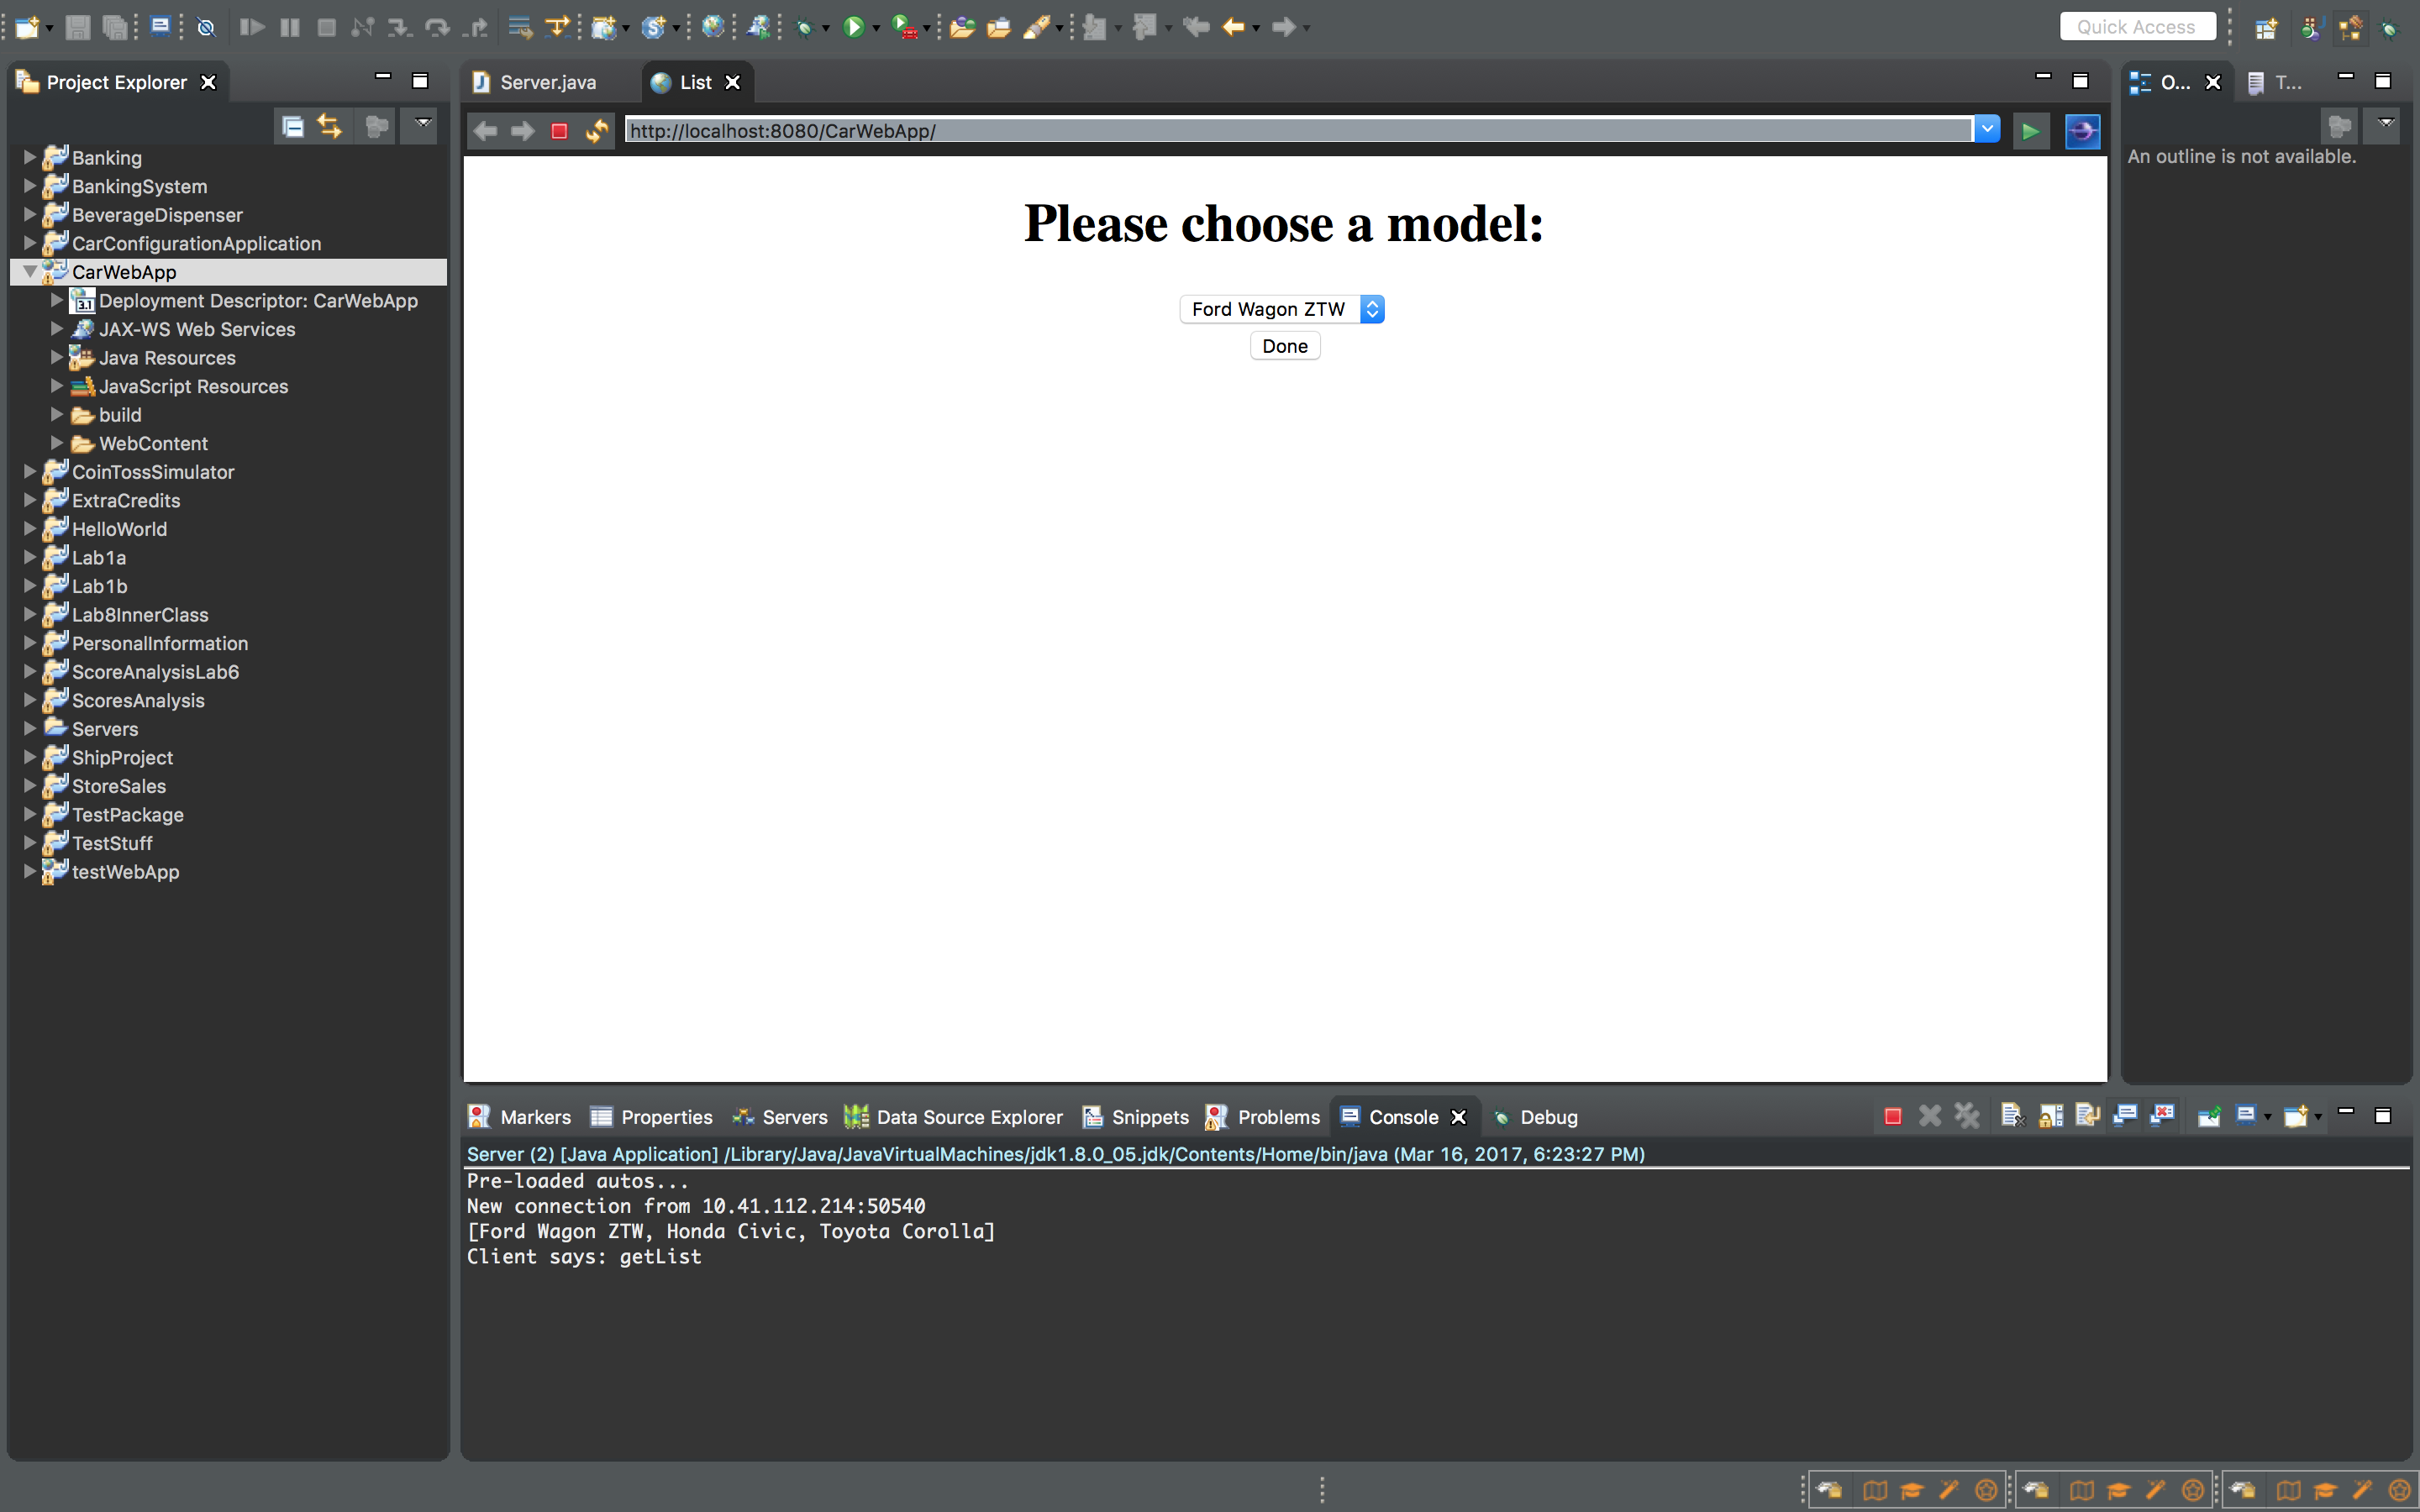 Quick Access
Project Explorer
Server.java
List
O...
T...
http://localhost:8080/CarWebApp/
An outline is not available.
Banking
BankingSystem
BeverageDispenser
CarConfigurationApplication
CarWebApp
3.1
Deployment Descriptor: CarWebApp
JAX-WS Web Services
Java Resources
JavaScript Resources
build
WebContent
CoinTossSimulator
ExtraCredits
HelloWorld
Lab1a
Lab1b
Lab8InnerClass
PersonalInformation
ScoreAnalysisLab6
ScoresAnalysis
Servers
ShipProject
StoreSales
TestPackage
TestStuff
testWebApp
Please choose a model:
Ford Wagon ZTW
Done
Markers
Properties
Servers
Data Source Explorer
Snippets
Problems
Console
Debug
Server (2) [Java Application] /Library/Java/JavaVirtualMachines/jdk1.8.0_05.jdk/Contents/Home/bin/java (Mar 16, 2017, 6:23:27 PM)
Pre-loaded autos...
New connection from 10.41.112.214:50540
[Ford Wagon ZTW, Honda Civic, Toyota Corolla]
Client says: getList